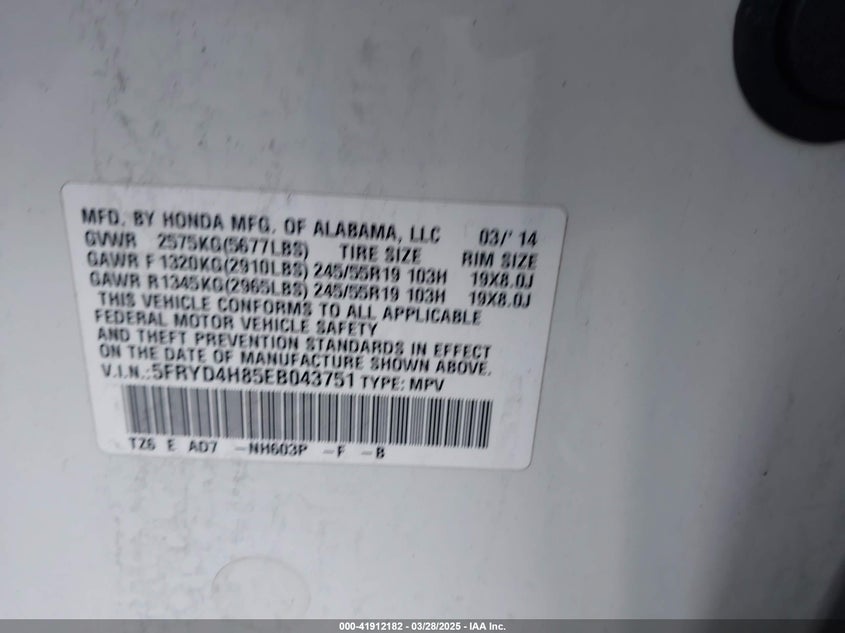 MFD. BY HONDA MFG. OF ALABAMA, LLC 03/'14
GVWR 2575KG(5677LBS) TIRE SIZE RIM SIZE
GAWR F1320KG(2910LBS) 245/55R19 103H 19X8.0J
GAWR R1345KG(2965LBS) 245/55R19 103H 19X8.0J
THIS VEHICLE CONFORMS TO ALL APPLICABLE
FEDERAL MOTOR VEHICLE SAFETY
AND THEFT PREVENTION STANDARDS IN EFFECT
ON THE DATE OF MANUFACTURE SHOWN ABOVE.
V.I.N.:5FRYD4H85EB043751 TYPE: MPV
TZ6 E AD7 -NH603P -F -B
000-41912182 / 03/28/2025 - IAA Inc.